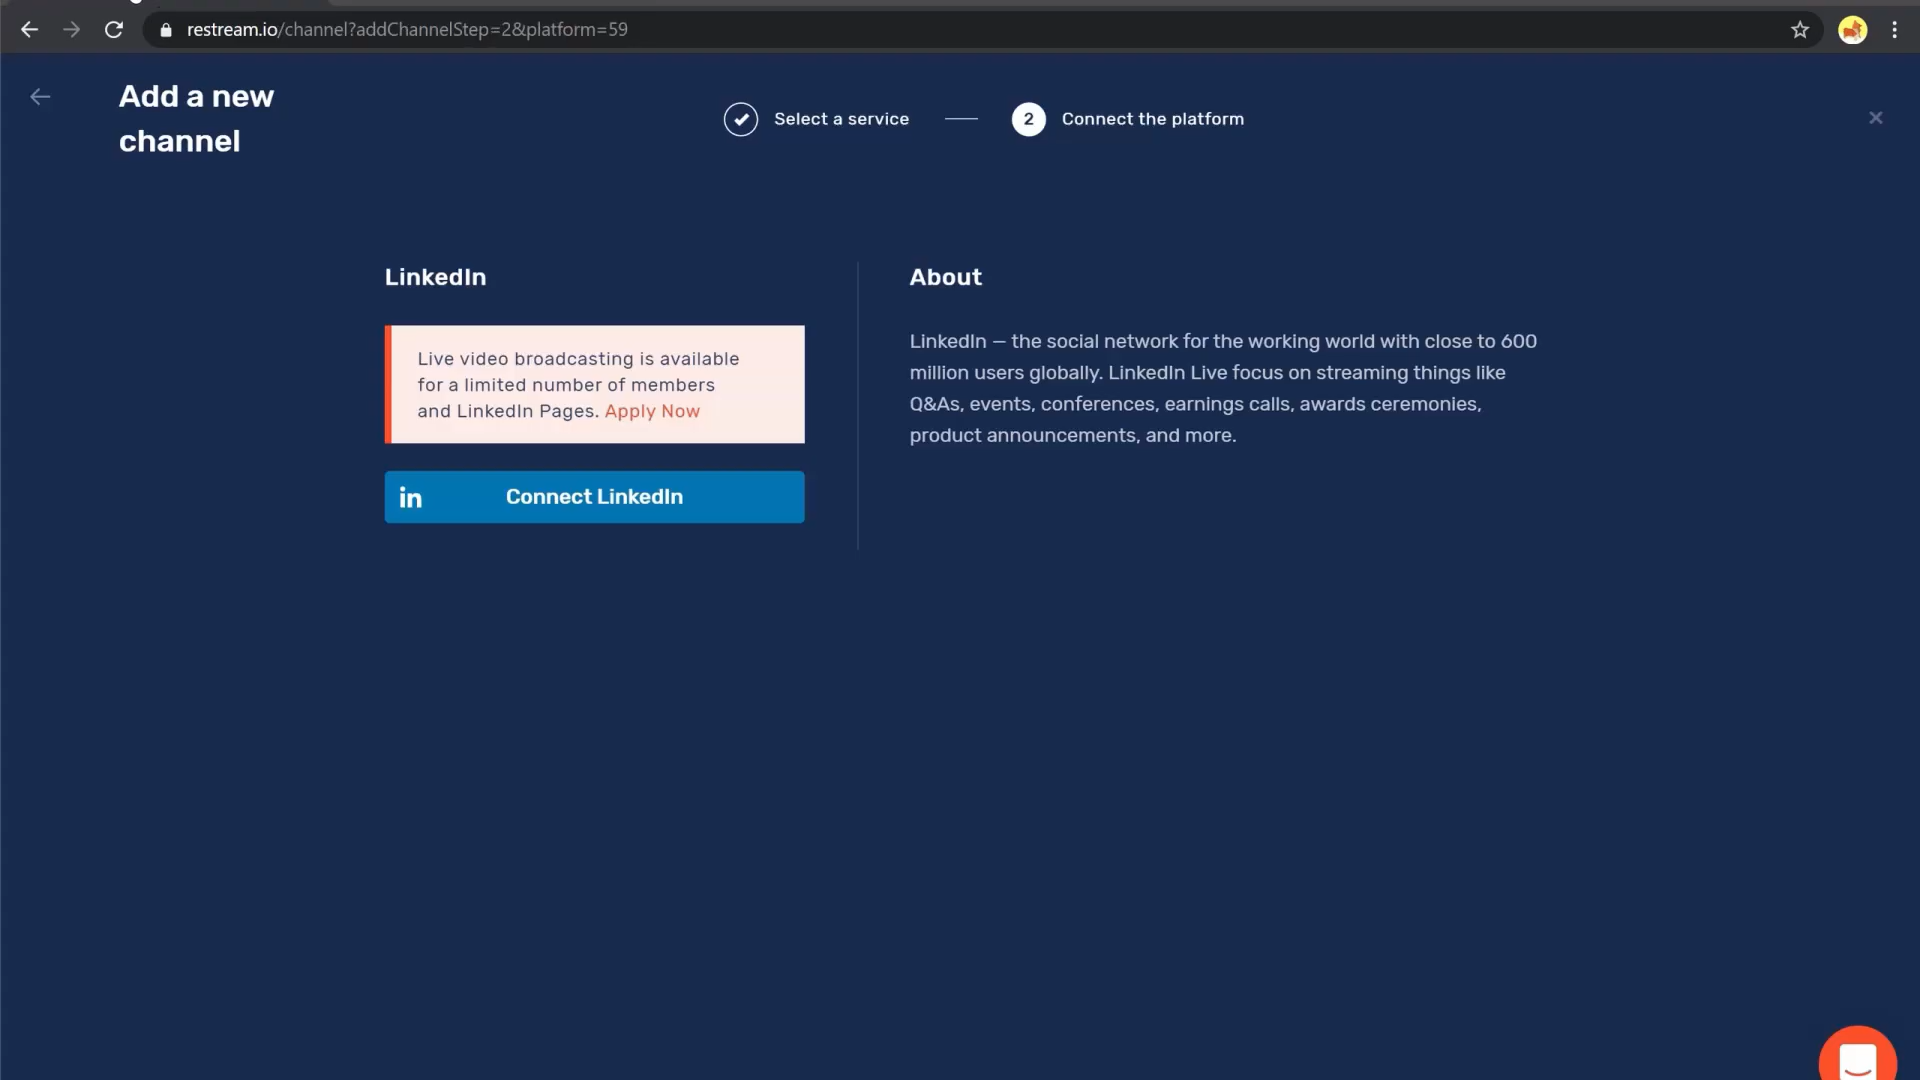 restream.io/channel?addChannelStep=2&platform=59
Add a new
channel
Select a service
2
Connect the platform
LinkedIn
Live video broadcasting is available
for a limited number of members
and LinkedIn Pages. Apply Now
in
Connect LinkedIn
About
LinkedIn — the social network for the working world with close to 600
million users globally. LinkedIn Live focus on streaming things like
Q&As, events, conferences, earnings calls, awards ceremonies,
product announcements, and more.